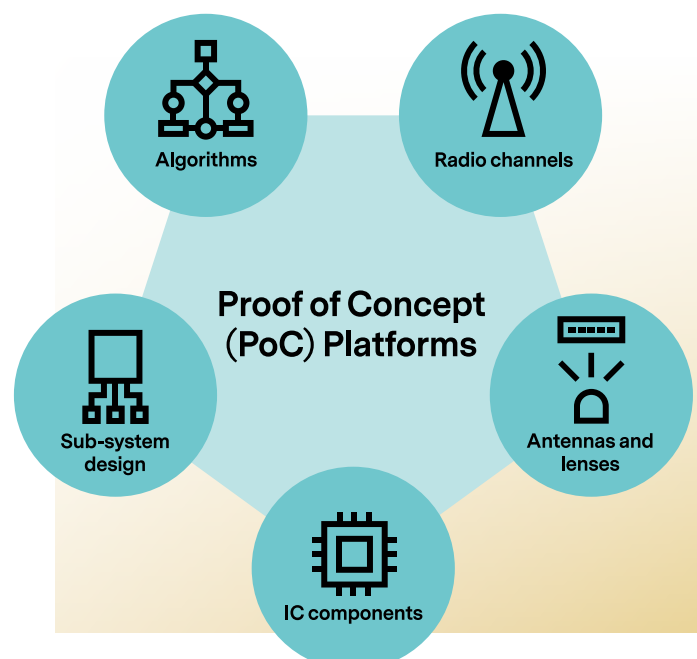 Algorithms
Radio channels
Proof of Concept
(PoC) Platforms
Sub-system
design
Antennas and
lenses
IC components